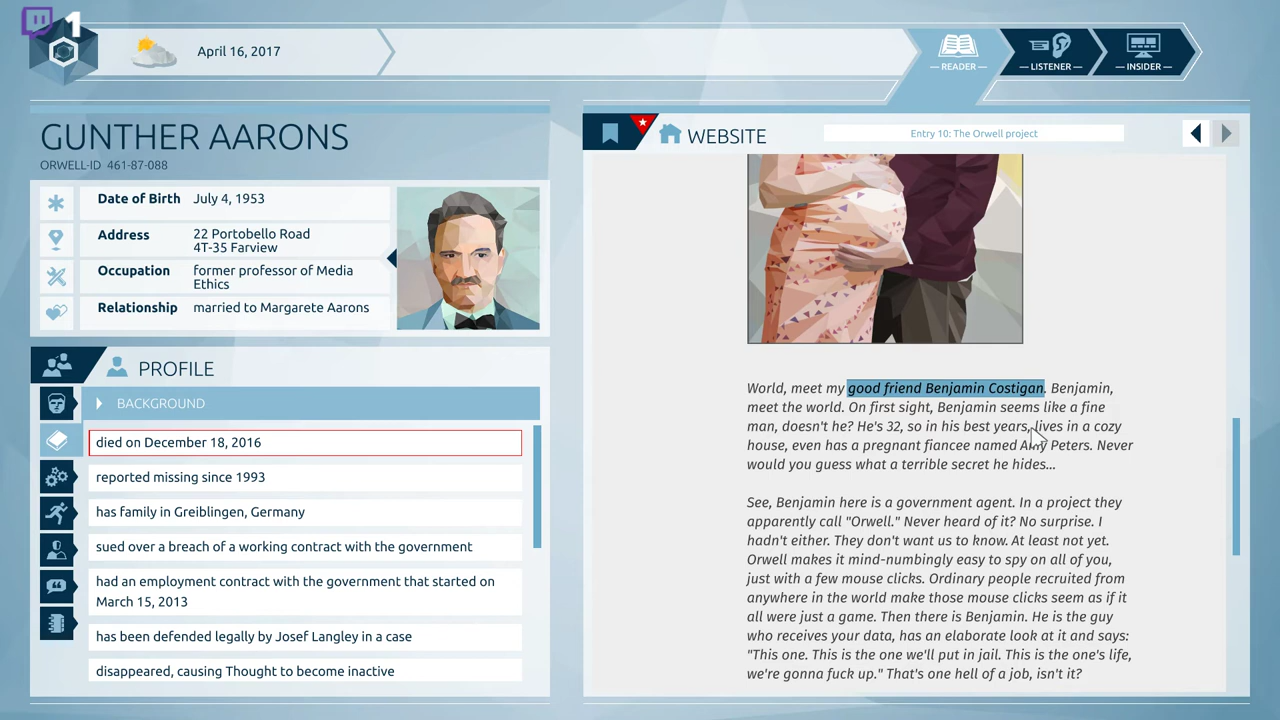 1
April 16, 2017
— READER —
— LISTENER —
— INSIDER —
GUNTHER AARONS
ORWELL-ID 461-87-088
Date of Birth July 4, 1953
Address 22 Portobello Road
4T-35 Farview
Occupation former professor of Media
Ethics
Relationship married to Margarete Aarons
PROFILE
BACKGROUND
died on December 18, 2016
reported missing since 1993
has family in Greiblingen, Germany
sued over a breach of a working contract with the government
had an employment contract with the government that started on
March 15, 2013
has been defended legally by Josef Langley in a case
disappeared, causing Thought to become inactive
WEBSITE
Entry 10: The Orwell project
World, meet my good friend Benjamin Costigan. Benjamin,
meet the world. On first sight, Benjamin seems like a fine
man, doesn't he? He's 32, so in his best years, lives in a cozy
house, even has a pregnant fiancee named Amy Peters. Never
would you guess what a terrible secret he hides...
See, Benjamin here is a government agent. In a project they
apparently call "Orwell." Never heard of it? No surprise. I
hadn't either. They don't want us to know. At least not yet.
Orwell makes it mind-numbingly easy to spy on all of you,
just with a few mouse clicks. Ordinary people recruited from
anywhere in the world make those mouse clicks seem as if it
all were just a game. Then there is Benjamin. He is the guy
who receives your data, has an elaborate look at it and says:
"This one. This is the one we'll put in jail. This is the one's life,
we're gonna fuck up." That's one hell of a job, isn't it?